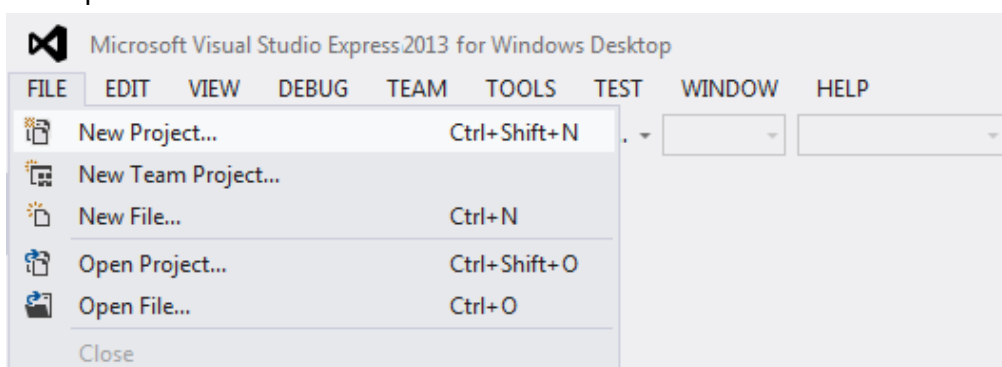 Microsoft Visual Studio Express 2013 for Windows Desktop
FILE EDIT VIEW DEBUG TEAM TOOLS TEST WINDOW HELP
New Project... Ctrl+Shift+N
New Team Project...
New File... Ctrl+N
Open Project... Ctrl+Shift+O
Open File... Ctrl+O
Close